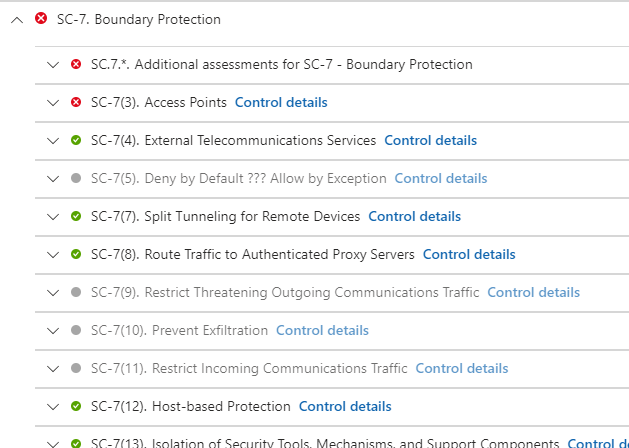 SC-7. Boundary Protection
SC.7.*. Additional assessments for SC-7 - Boundary Protection
SC-7(3). Access Points Control details
SC-7(4). External Telecommunications Services Control details
SC-7(5). Deny by Default ??? Allow by Exception Control details
SC-7(7). Split Tunneling for Remote Devices Control details
SC-7(8). Route Traffic to Authenticated Proxy Servers Control details
SC-7(9). Restrict Threatening Outgoing Communications Traffic Control details
SC-7(10). Prevent Exfiltration Control details
SC-7(11). Restrict Incoming Communications Traffic Control details
SC-7(12). Host-based Protection Control details
SC-7(13). Isolation of Security Tools, Mechanisms, and Support Components Control